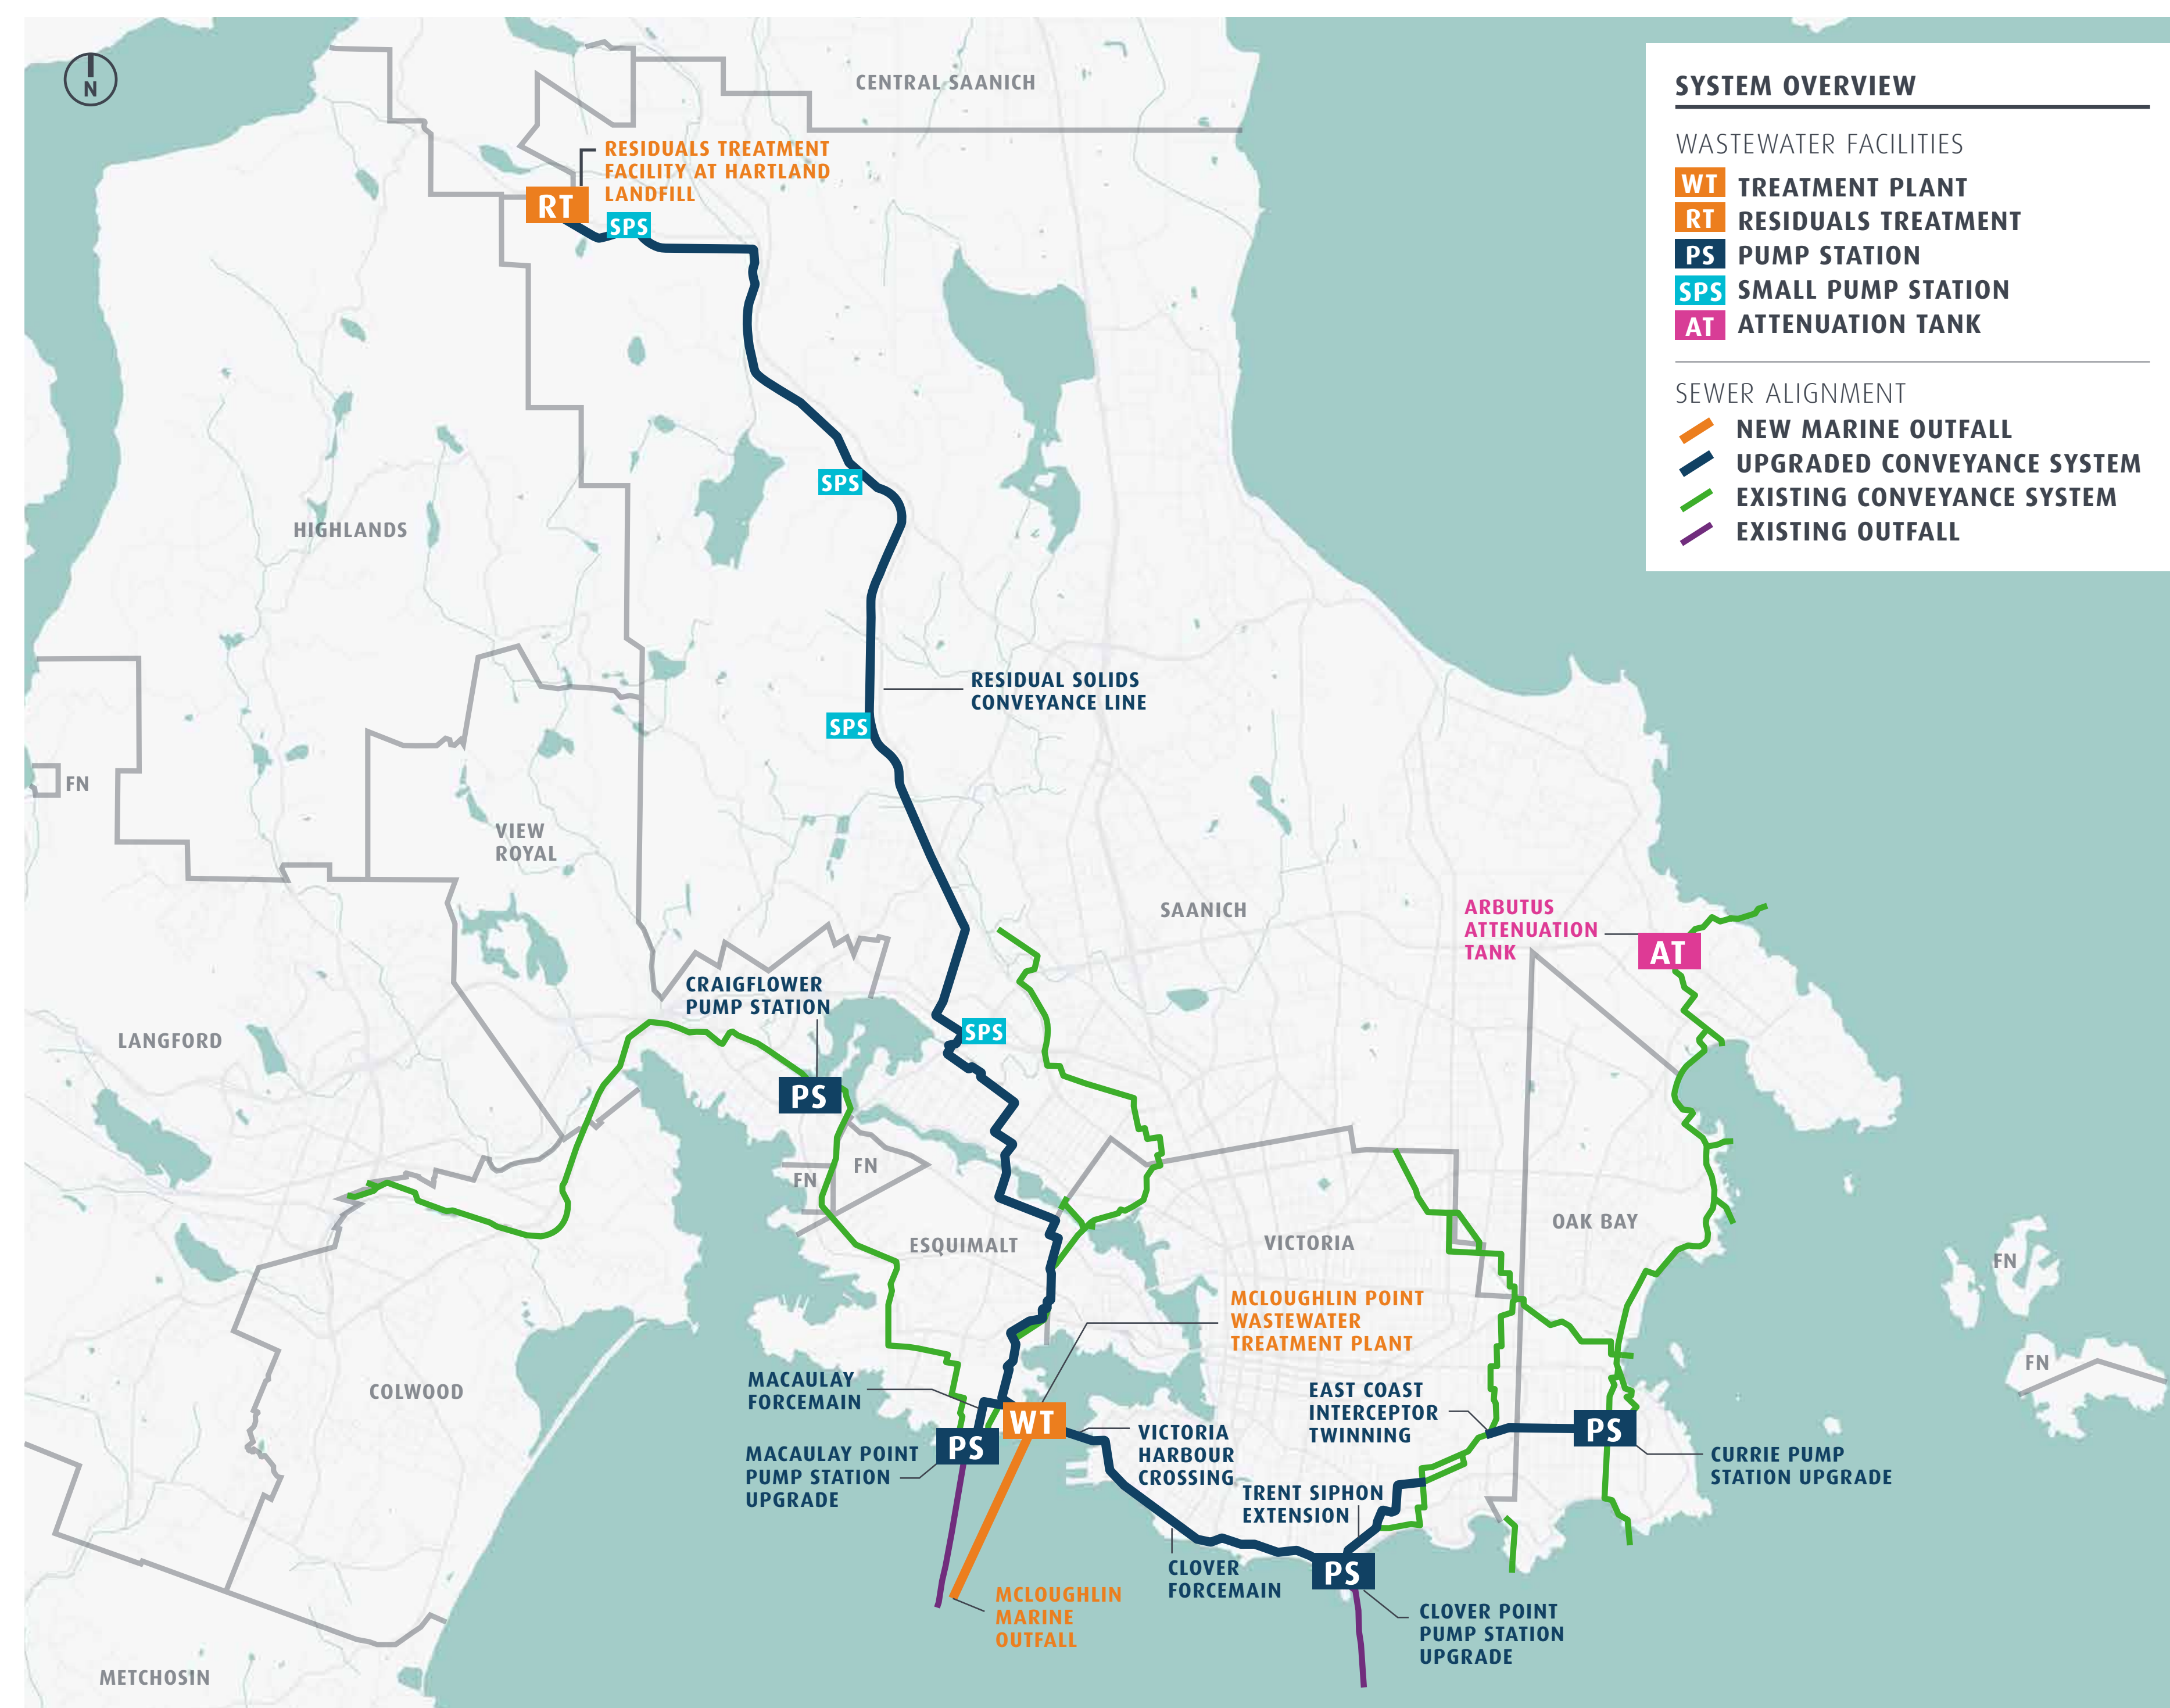 N
CENTRAL SAANICH
RESIDUALS TREATMENT
FACILITY AT HARTLAND
LANDFILL
RT
SPS
SPS
HIGHLANDS
RESIDUAL SOLIDS
CONVEYANCE LINE
SPS
FN
VIEW
ROYAL
SAANICH
ARBUTUS
ATTENUATION
TANK
AT
CRAIGFLOWER
PUMP STATION
SPS
LANGFORD
PS
FN
FN
OAK BAY
ESQUIMALT
VICTORIA
FN
MCLOUGHLIN POINT
WASTEWATER
TREATMENT PLANT
FN
MACAULAY
FORCEMAIN
COLWOOD
EAST COAST
INTERCEPTOR
TWINNING
WT
PS
PS
VICTORIA
HARBOUR
CROSSING
MACAULAY POINT
PUMP STATION
UPGRADE
CURRIE PUMP
STATION UPGRADE
TRENT SIPHON
EXTENSION
CLOVER
FORCEMAIN
PS
MCLOUGHLIN
MARINE
OUTFALL
CLOVER POINT
PUMP STATION
UPGRADE
METCHOSIN
SYSTEM OVERVIEW
WASTEWATER FACILITIES
WT TREATMENT PLANT
RT RESIDUALS TREATMENT
PS PUMP STATION
SPS SMALL PUMP STATION
AT ATTENUATION TANK
SEWER ALIGNMENT
NEW MARINE OUTFALL
UPGRADED CONVEYANCE SYSTEM
EXISTING CONVEYANCE SYSTEM
EXISTING OUTFALL